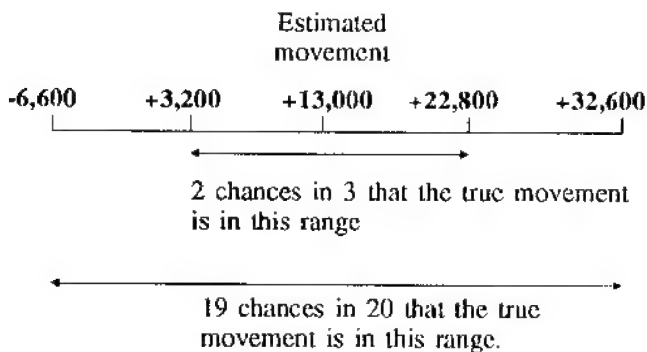 Estimated
movement
-6,600 +3,200 +13,000 +22,800 +32,600
2 chances in 3 that the true movement
is in this range
19 chances in 20 that the true
movement is in this range.